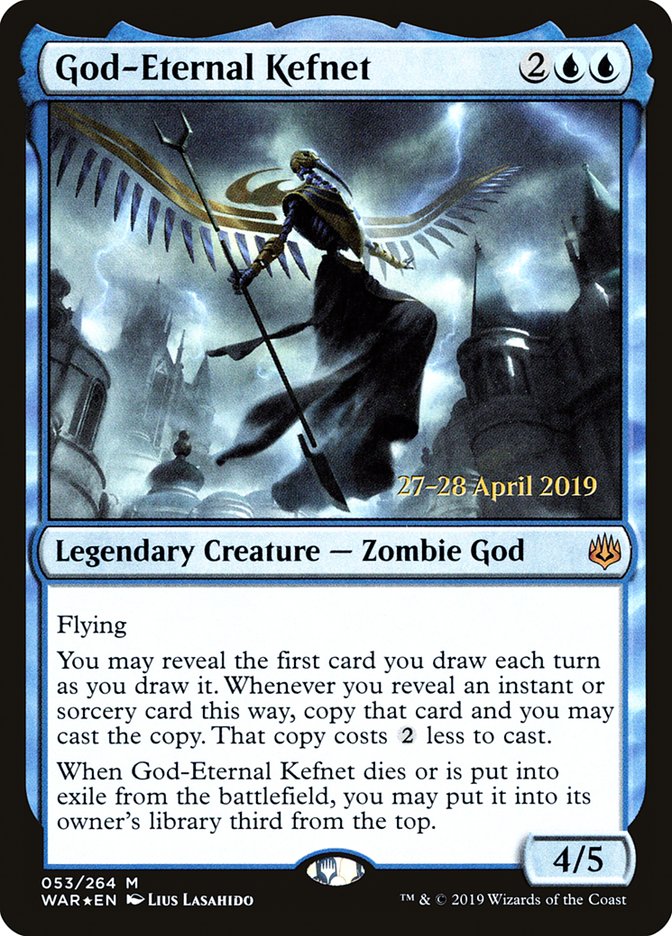 God-Eternal Kefnet 2
27-28 April 2019
Legendary Creature — Zombie God
Flying
You may reveal the first card you draw each turn
as you draw it. Whenever you reveal an instant or
sorcery card this way, copy that card and you may
cast the copy. That copy costs 2 less to cast.
When God-Eternal Kefnet dies or is put into
exile from the battlefield, you may put it into its
owner's library third from the top.
4/5
053/264 M
WAR★EN Lius Lasahido
™ & © 2019 Wizards of the Coast